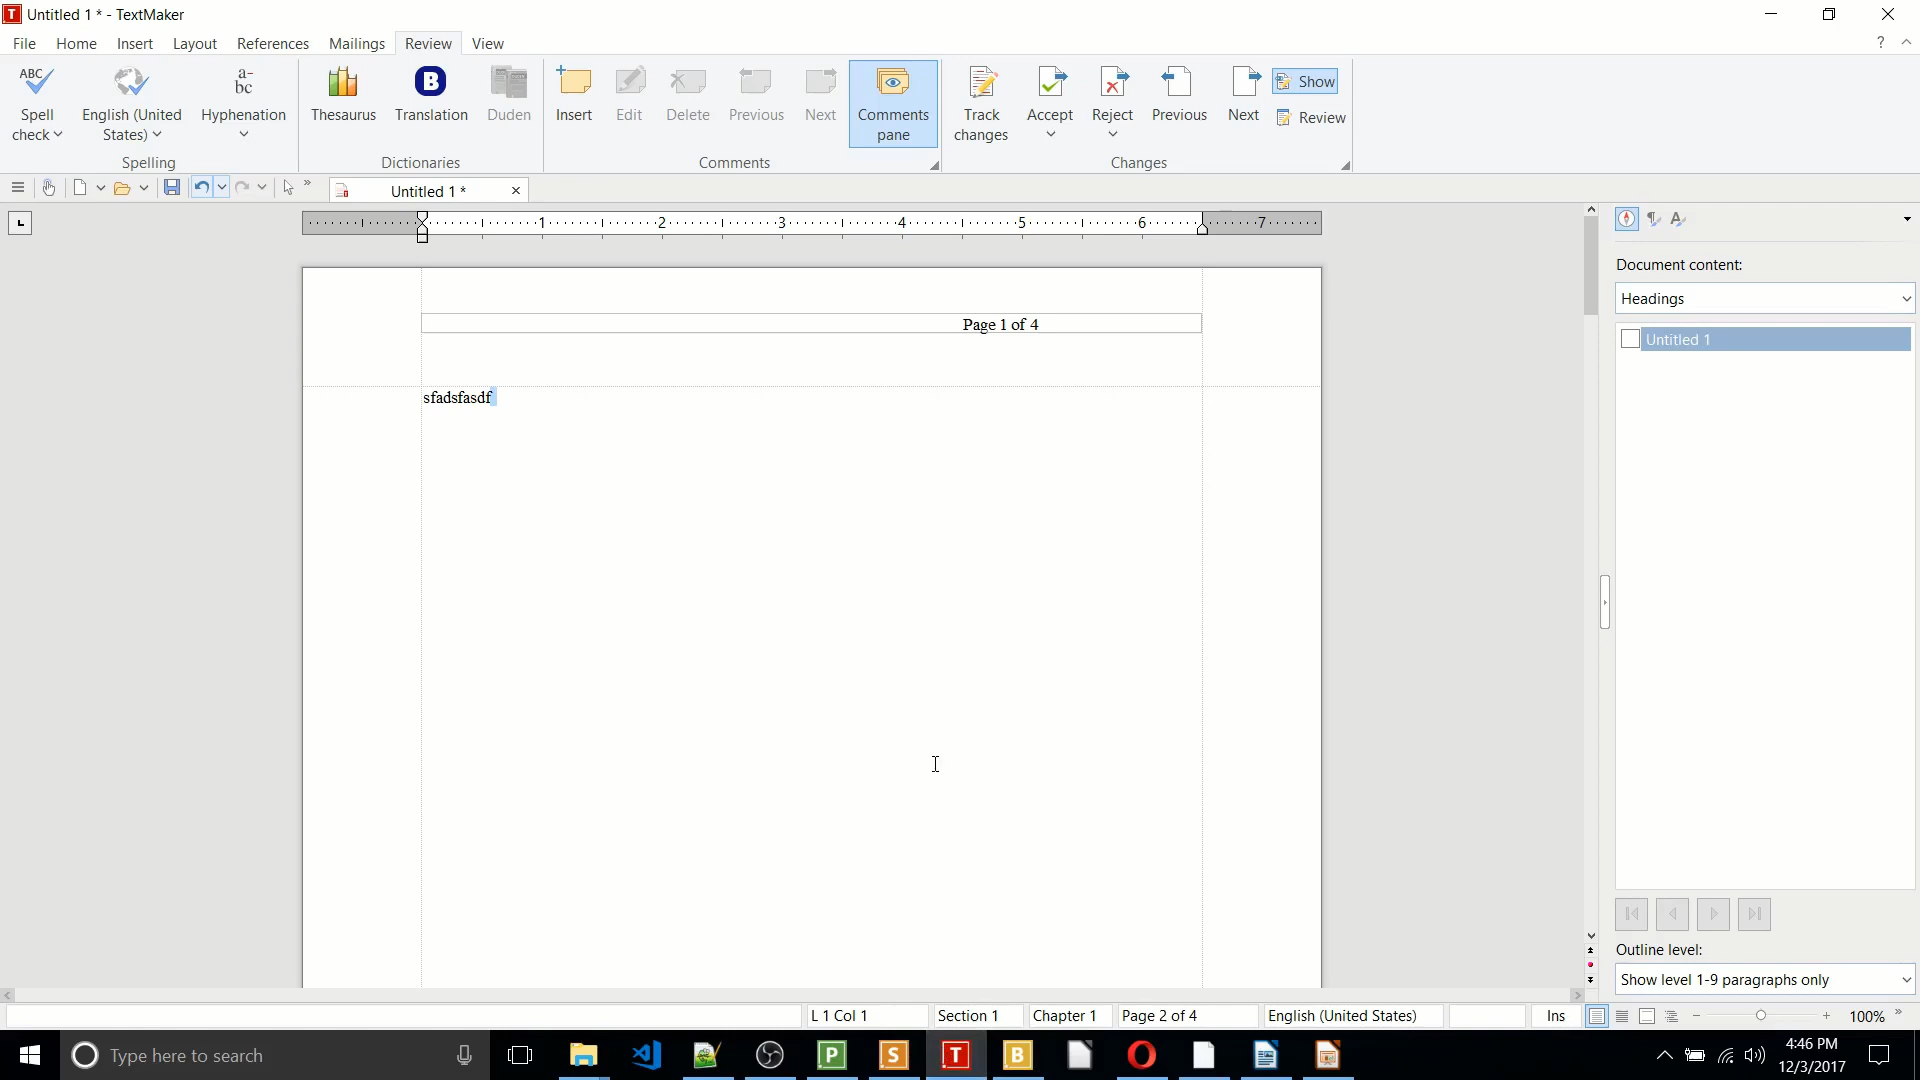 Untitled 1 * - TextMaker
File Home Insert Layout References Mailings Review View
ABC
Spell check
English (United States)
a-
bc
Hyphenation
Thesaurus
B
Translation
Duden
Insert
Edit
Delete
Previous
Next
Comments pane
Track changes
Accept
Reject
Previous
Next
Show
Review
Spelling
Dictionaries
Comments
Changes
Untitled 1 *
1 2 3 4 5 6 7
Document content:
Headings
Untitled 1
Page 1 of 4
sfadsfasdf
Outline level:
Show level 1-9 paragraphs only
L 1 Col 1
Section 1
Chapter 1
Page 2 of 4
English (United States)
Ins
100%
Type here to search
P
S
T
B
4:46 PM
12/3/2017